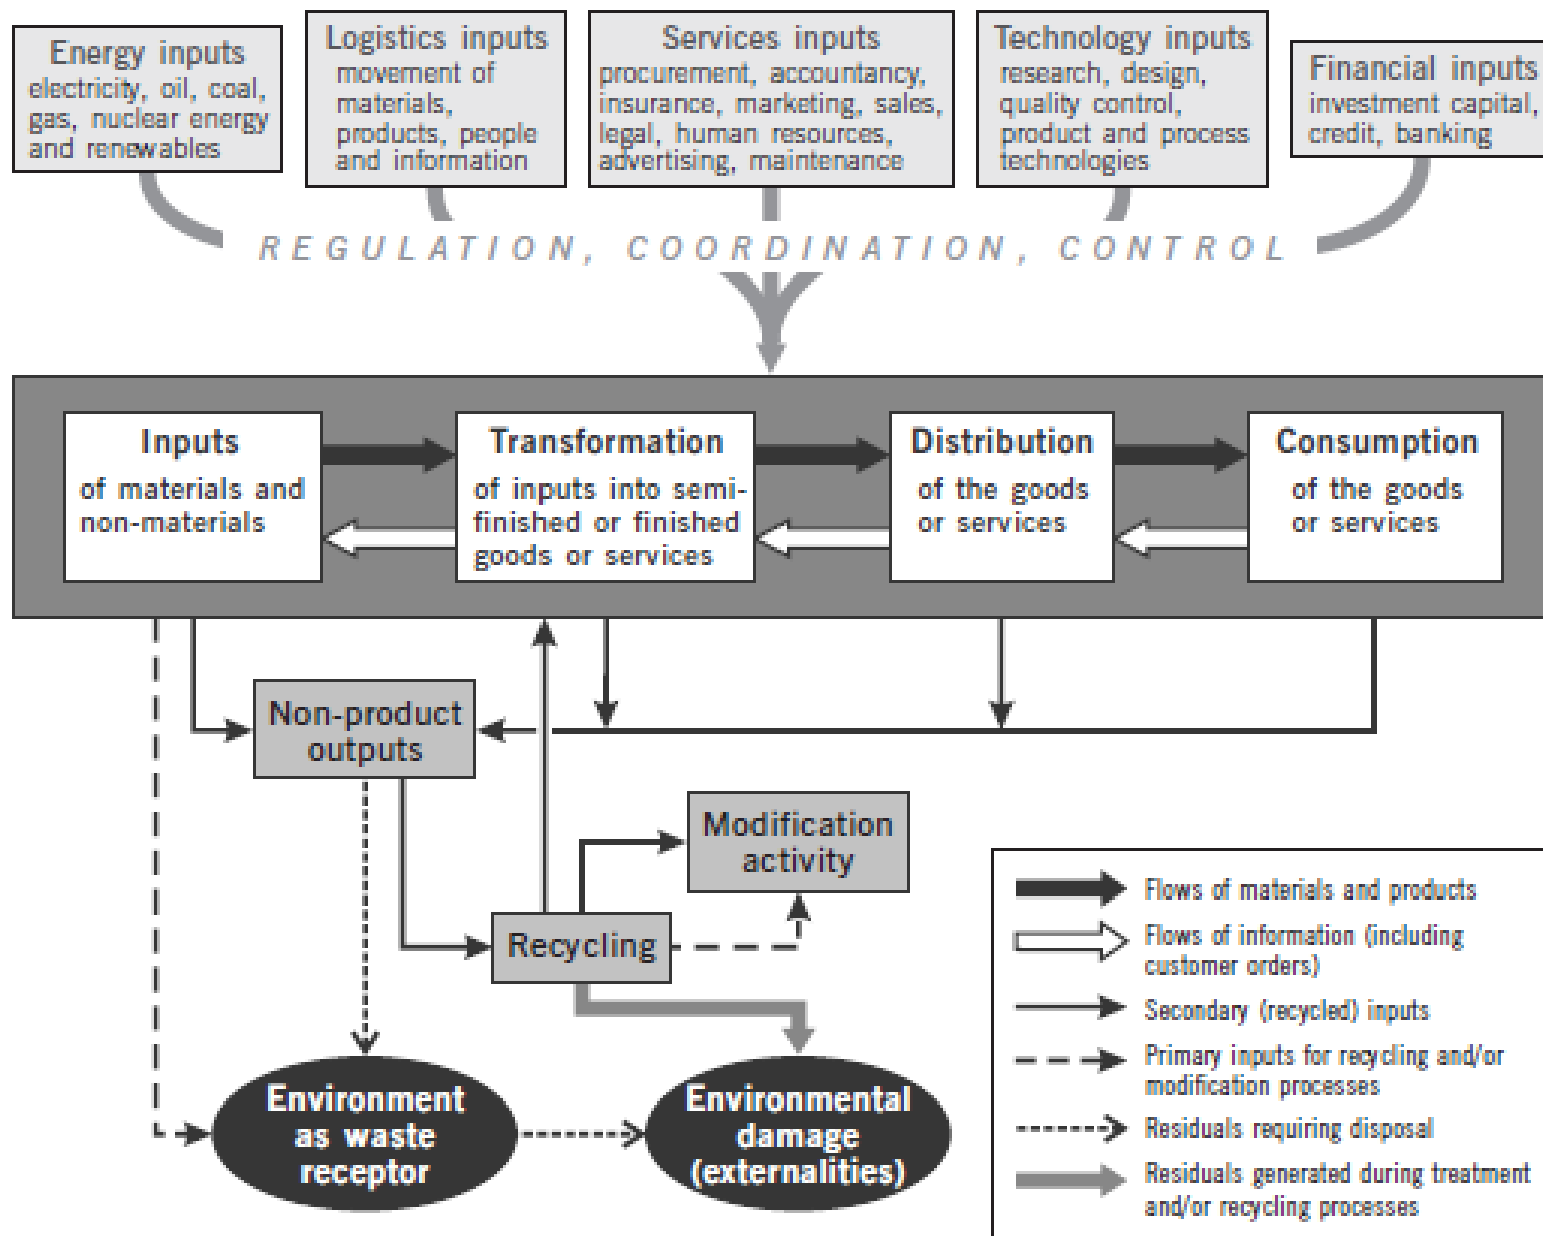 Energy inputs
electricity, oil, coal,
gas, nuclear energy
and renewables
Logistics inputs
movement of
materials,
products, people
and information
Services inputs
procurement, accountancy,
insurance, marketing, sales,
legal, human resources,
advertising, maintenance
Technology inputs
research, design,
quality control,
product and process
technologies
Financial inputs
investment capital,
credit, banking
REGULATION, COORDINATION, CONTROL
Inputs
of materials and
non-materials
Transformation
of inputs into semi-
finished or finished
goods or services
Distribution
of the goods
or services
Consumption
of the goods
or services
Non-product
outputs
Modification
activity
Recycling
Environment
as waste
receptor
Environmental
damage
(externalities)
Flows of materials and products
Flows of information (including
customer orders)
Secondary (recycled) inputs
Primary inputs for recycling and/or
modification processes
Residuals requiring disposal
Residuals generated during treatment
and/or recycling processes